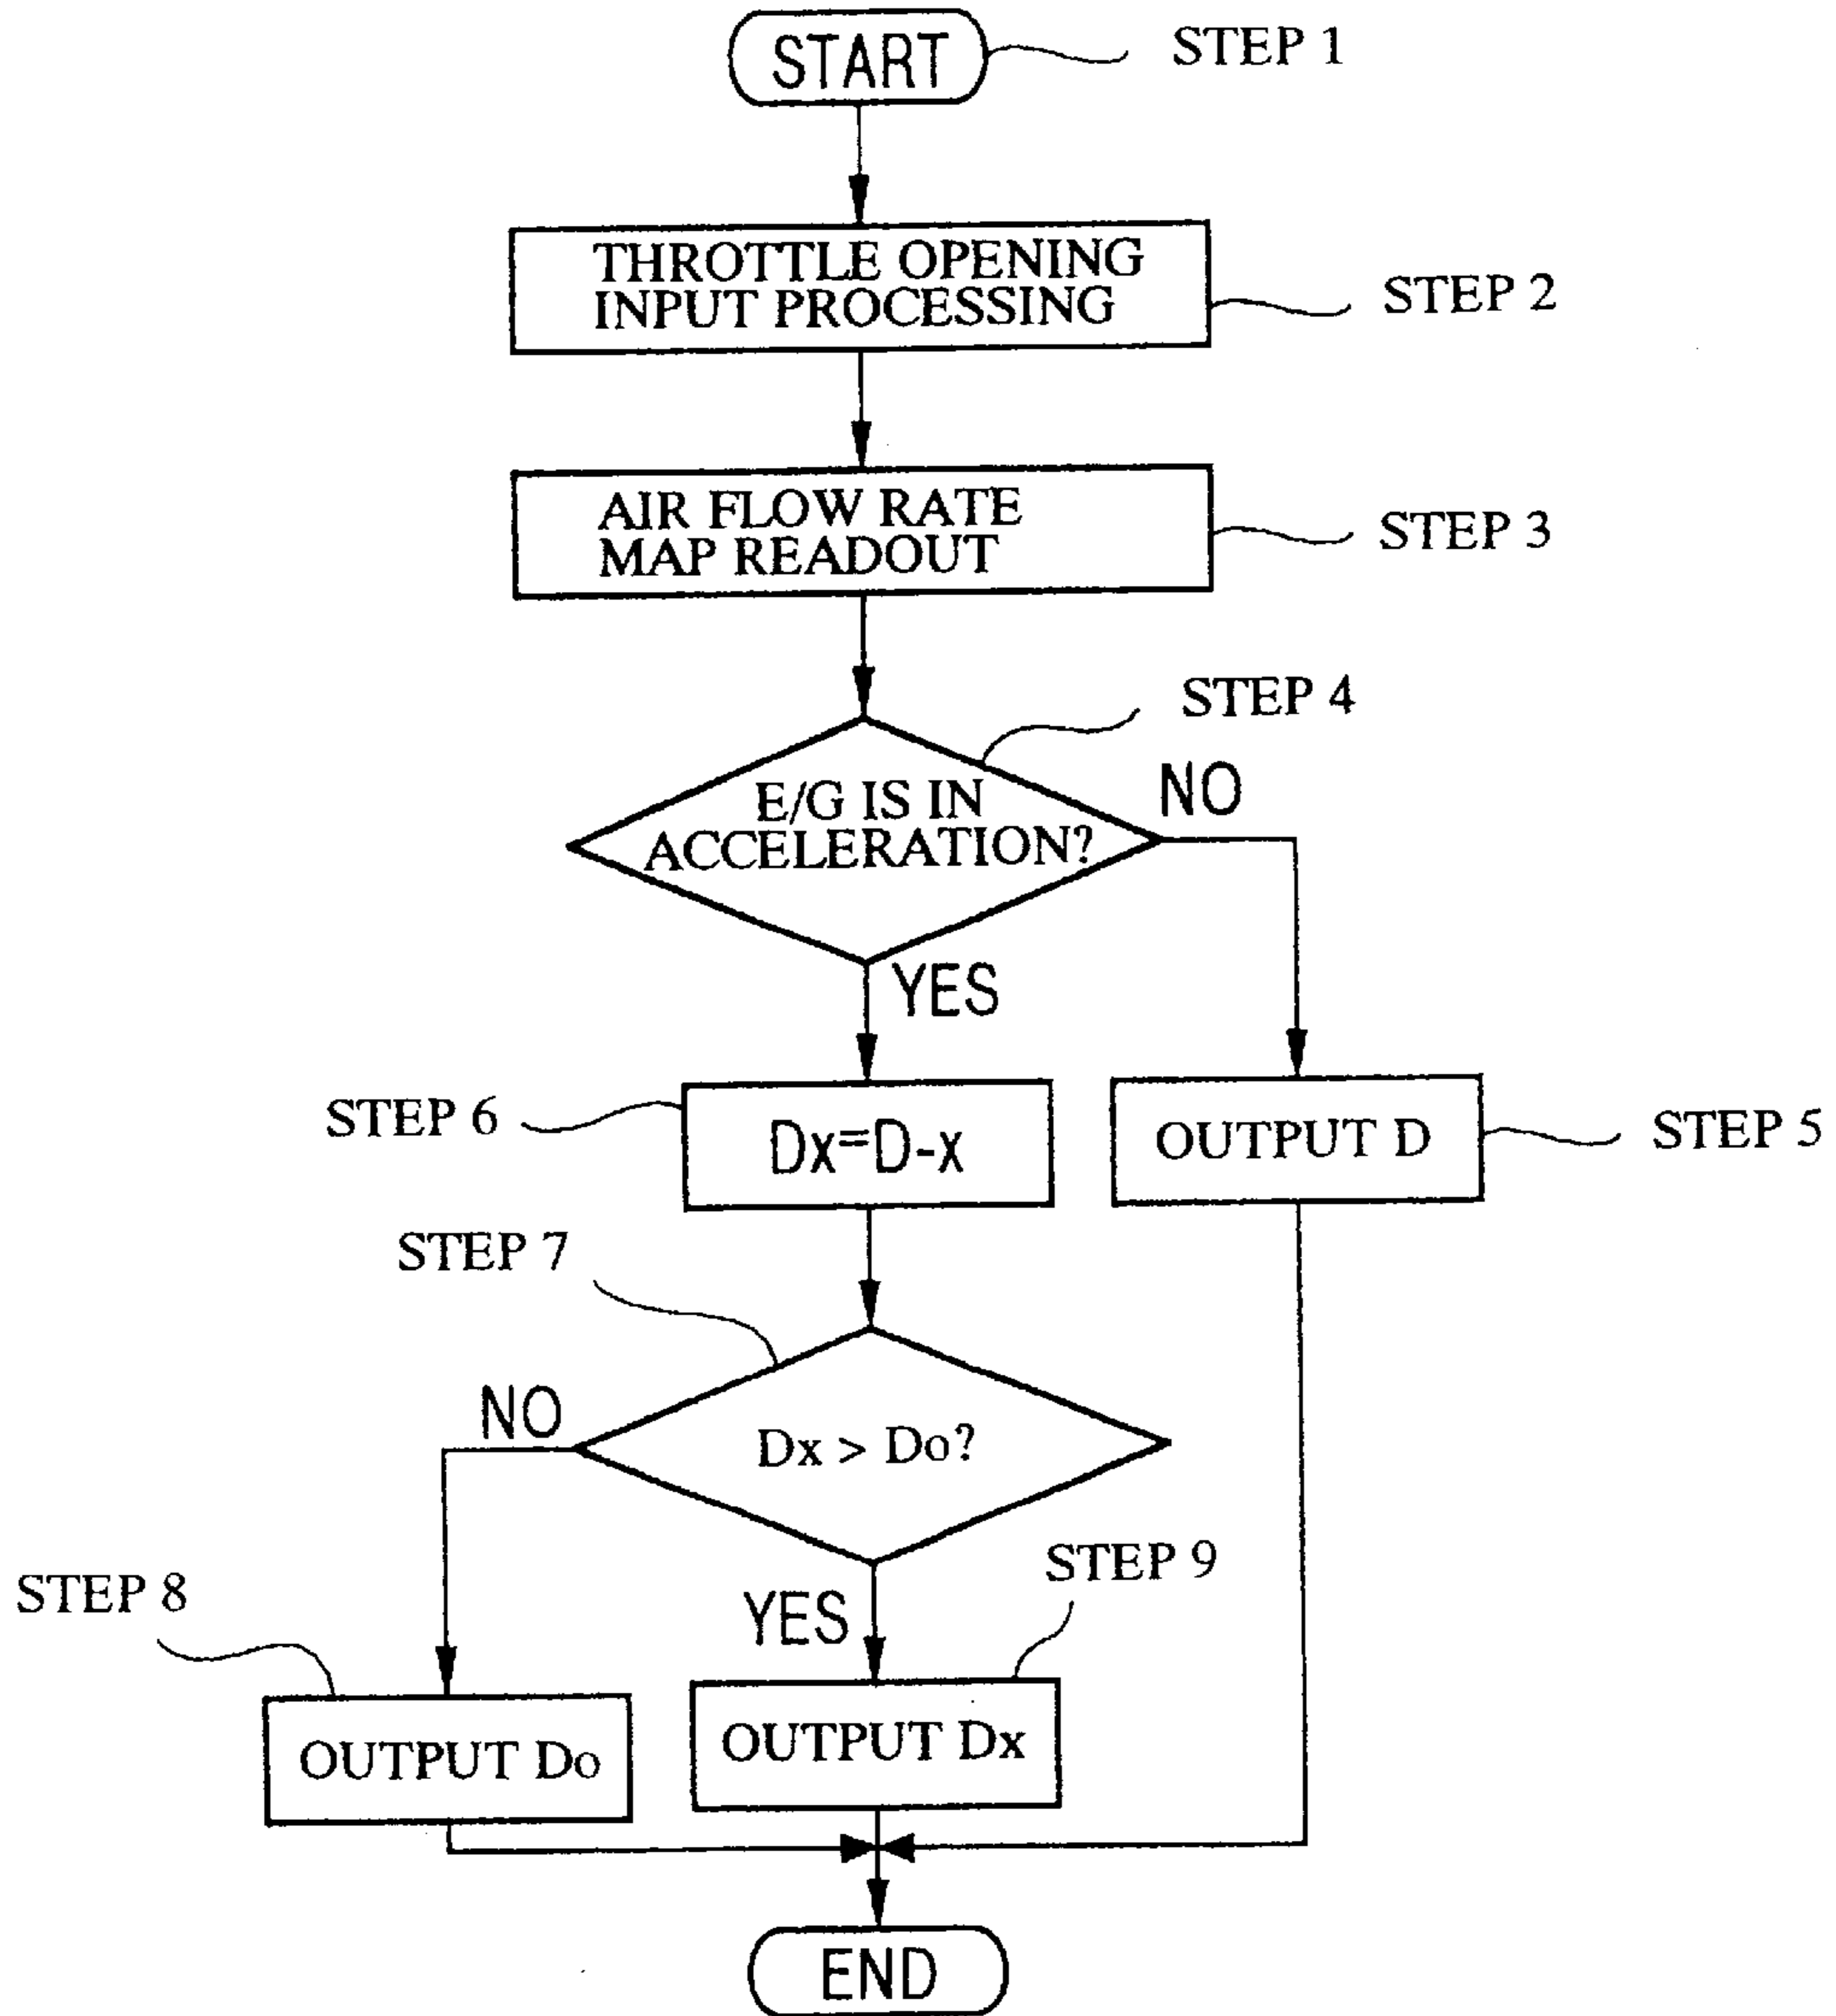 START
STEP 1
THROTTLE OPENING
INPUT PROCESSING
STEP 2
AIR FLOW RATE
MAP READOUT
STEP 3
STEP 4
E/G IS IN
ACCELERATION?
NO
YES
STEP 6
Dx=D-x
OUTPUT D
STEP 5
STEP 7
NO
Dx > Do?
STEP 9
YES
STEP 8
OUTPUT Do
OUTPUT Dx
END